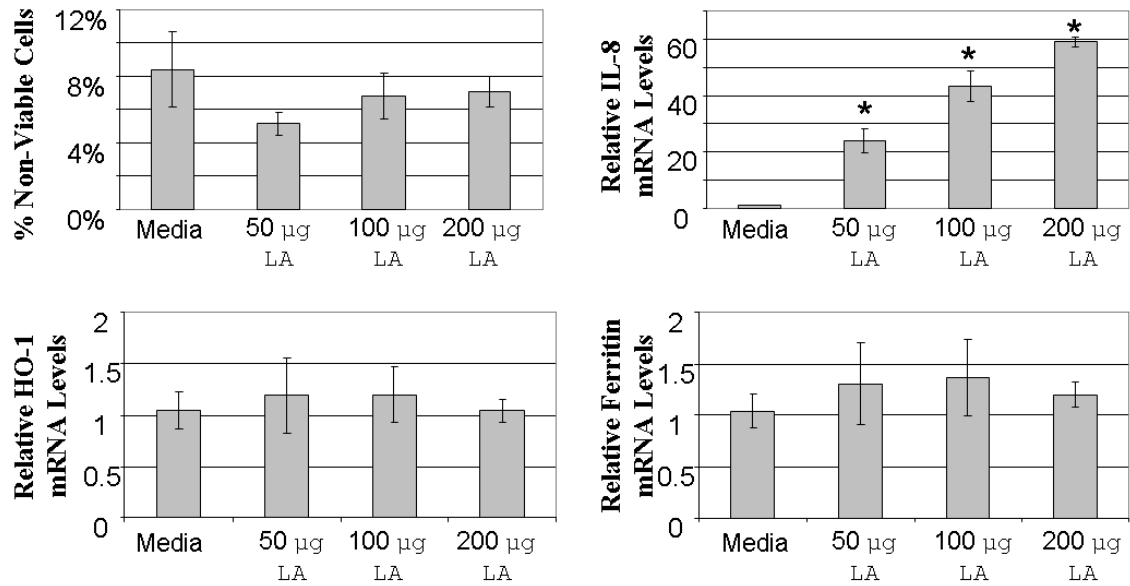 % Non-Viable Cells
12%
8%
4%
0%
Media
50 µg LA
100 µg LA
200 µg LA
Relative IL-8
mRNA Levels
60
40
20
0
*
*
*
Media
50 µg LA
100 µg LA
200 µg LA
Relative HO-1
mRNA Levels
2
1.5
1
0.5
0
Media
50 µg LA
100 µg LA
200 µg LA
Relative Ferritin
mRNA Levels
2
1.5
1
0.5
0
Media
50 µg LA
100 µg LA
200 µg LA